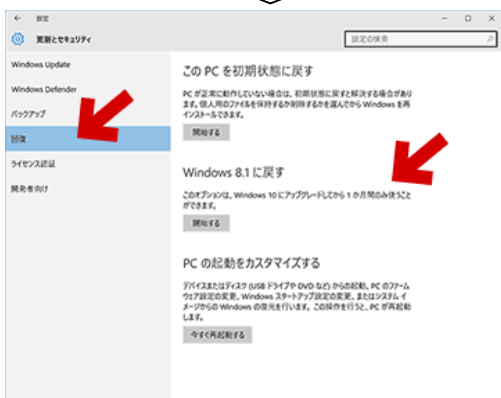 設定
更新とセキュリティ
設定の検索
Windows Update
Windows Defender
バックアップ
回復
ライセンス認証
開発者向け
この PC を初期状態に戻す
PC が正常に動作していない場合は、初期状態に戻すと解決する場合があり
ます。個人用のファイルを保持するか削除するかを選んでから Windows を再
インストールできます。
開始する
Windows 8.1 に戻す
このオプションは、Windows 10 にアップグレードしてから 1 か月間のみ使うこと
ができます。
開始する
PC の起動をカスタマイズする
デバイスまたはディスク (USB ドライブや DVD など) からの起動、PC のファーム
ウェア設定の変更、Windows スタートアップ設定の変更、またはシステム イ
メージからの Windows の復元を行います。この操作を行うと、PC が再起動
します。
今すぐ再起動する